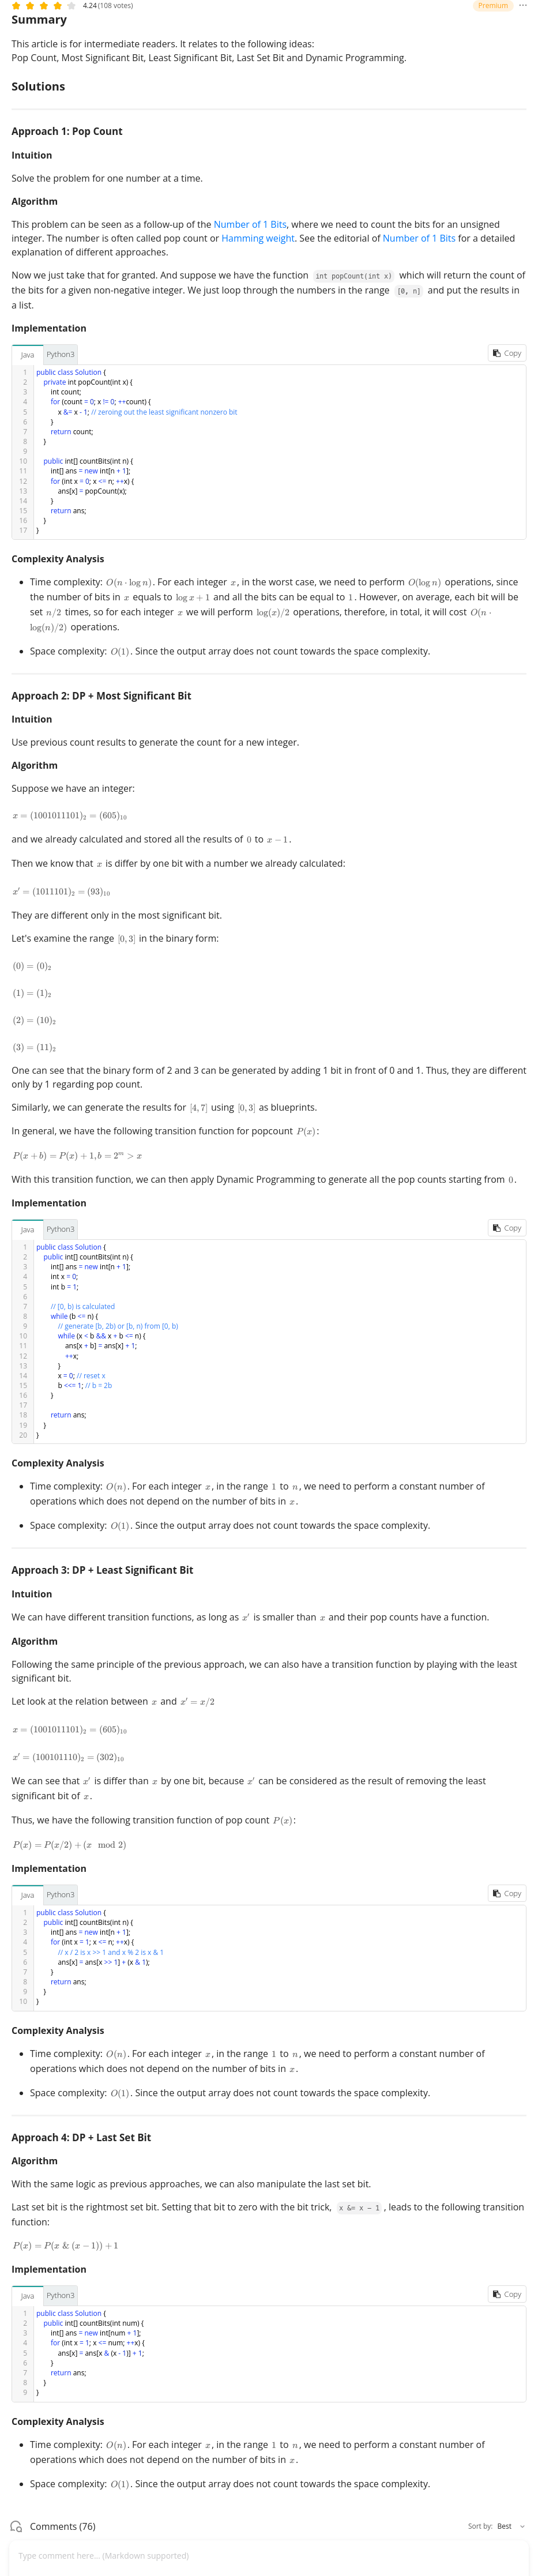 4.24 (108 votes)
Premium
Summary
This article is for intermediate readers. It relates to the following ideas:
Pop Count, Most Significant Bit, Least Significant Bit, Last Set Bit and Dynamic Programming.
Solutions
Approach 1: Pop Count
Intuition
Solve the problem for one number at a time.
Algorithm
This problem can be seen as a follow-up of the Number of 1 Bits, where we need to count the bits for an unsigned
integer. The number is often called pop count or Hamming weight. See the editorial of Number of 1 Bits for a detailed
explanation of different approaches.
Now we just take that for granted. And suppose we have the function int popCount(int x) which will return the count of
the bits for a given non-negative integer. We just loop through the numbers in the range [0, n] and put the results in
a list.
Implementation
Java Python3 Copy
1 public class Solution {
2 private int popCount(int x) {
3 int count;
4 for (count = 0; x != 0; ++count) {
5 x &= x - 1; // zeroing out the least significant nonzero bit
6 }
7 return count;
8 }
9
10 public int[] countBits(int n) {
11 int[] ans = new int[n + 1];
12 for (int x = 0; x <= n; ++x) {
13 ans[x] = popCount(x);
14 }
15 return ans;
16 }
17 }
Complexity Analysis
• Time complexity: O(n · log n). For each integer x, in the worst case, we need to perform O(log n) operations, since
the number of bits in x equals to log x + 1 and all the bits can be equal to 1. However, on average, each bit will be
set n/2 times, so for each integer x we will perform log(x)/2 operations, therefore, in total, it will cost O(n ·
log(n)/2) operations.
• Space complexity: O(1). Since the output array does not count towards the space complexity.
Approach 2: DP + Most Significant Bit
Intuition
Use previous count results to generate the count for a new integer.
Algorithm
Suppose we have an integer:
x = (1001011101)₂ = (605)₁₀
and we already calculated and stored all the results of 0 to x − 1.
Then we know that x is differ by one bit with a number we already calculated:
x′ = (1011101)₂ = (93)₁₀
They are different only in the most significant bit.
Let's examine the range [0, 3] in the binary form:
(0) = (0)₂
(1) = (1)₂
(2) = (10)₂
(3) = (11)₂
One can see that the binary form of 2 and 3 can be generated by adding 1 bit in front of 0 and 1. Thus, they are different
only by 1 regarding pop count.
Similarly, we can generate the results for [4, 7] using [0, 3] as blueprints.
In general, we have the following transition function for popcount P(x):
P(x + b) = P(x) + 1, b = 2ᵐ > x
With this transition function, we can then apply Dynamic Programming to generate all the pop counts starting from 0.
Implementation
Java Python3 Copy
1 public class Solution {
2 public int[] countBits(int n) {
3 int[] ans = new int[n + 1];
4 int x = 0;
5 int b = 1;
6
7 // [0, b) is calculated
8 while (b <= n) {
9 // generate [b, 2b) or [b, n) from [0, b)
10 while (x < b && x + b <= n) {
11 ans[x + b] = ans[x] + 1;
12 ++x;
13 }
14 x = 0; // reset x
15 b <<= 1; // b = 2b
16 }
17
18 return ans;
19 }
20 }
Complexity Analysis
• Time complexity: O(n). For each integer x, in the range 1 to n, we need to perform a constant number of
operations which does not depend on the number of bits in x.
• Space complexity: O(1). Since the output array does not count towards the space complexity.
Approach 3: DP + Least Significant Bit
Intuition
We can have different transition functions, as long as x′ is smaller than x and their pop counts have a function.
Algorithm
Following the same principle of the previous approach, we can also have a transition function by playing with the least
significant bit.
Let look at the relation between x and x′ = x/2
x = (1001011101)₂ = (605)₁₀
x′ = (100101110)₂ = (302)₁₀
We can see that x′ is differ than x by one bit, because x′ can be considered as the result of removing the least
significant bit of x.
Thus, we have the following transition function of pop count P(x):
P(x) = P(x/2) + (x mod 2)
Implementation
Java Python3 Copy
1 public class Solution {
2 public int[] countBits(int n) {
3 int[] ans = new int[n + 1];
4 for (int x = 1; x <= n; ++x) {
5 // x / 2 is x >> 1 and x % 2 is x & 1
6 ans[x] = ans[x >> 1] + (x & 1);
7 }
8 return ans;
9 }
10 }
Complexity Analysis
• Time complexity: O(n). For each integer x, in the range 1 to n, we need to perform a constant number of
operations which does not depend on the number of bits in x.
• Space complexity: O(1). Since the output array does not count towards the space complexity.
Approach 4: DP + Last Set Bit
Algorithm
With the same logic as previous approaches, we can also manipulate the last set bit.
Last set bit is the rightmost set bit. Setting that bit to zero with the bit trick, x &= x - 1, leads to the following transition
function:
P(x) = P(x & (x − 1)) + 1
Implementation
Java Python3 Copy
1 public class Solution {
2 public int[] countBits(int num) {
3 int[] ans = new int[num + 1];
4 for (int x = 1; x <= num; ++x) {
5 ans[x] = ans[x & (x - 1)] + 1;
6 }
7 return ans;
8 }
9 }
Complexity Analysis
• Time complexity: O(n). For each integer x, in the range 1 to n, we need to perform a constant number of
operations which does not depend on the number of bits in x.
• Space complexity: O(1). Since the output array does not count towards the space complexity.
Comments (76) Sort by: Best
Type comment here... (Markdown supported)